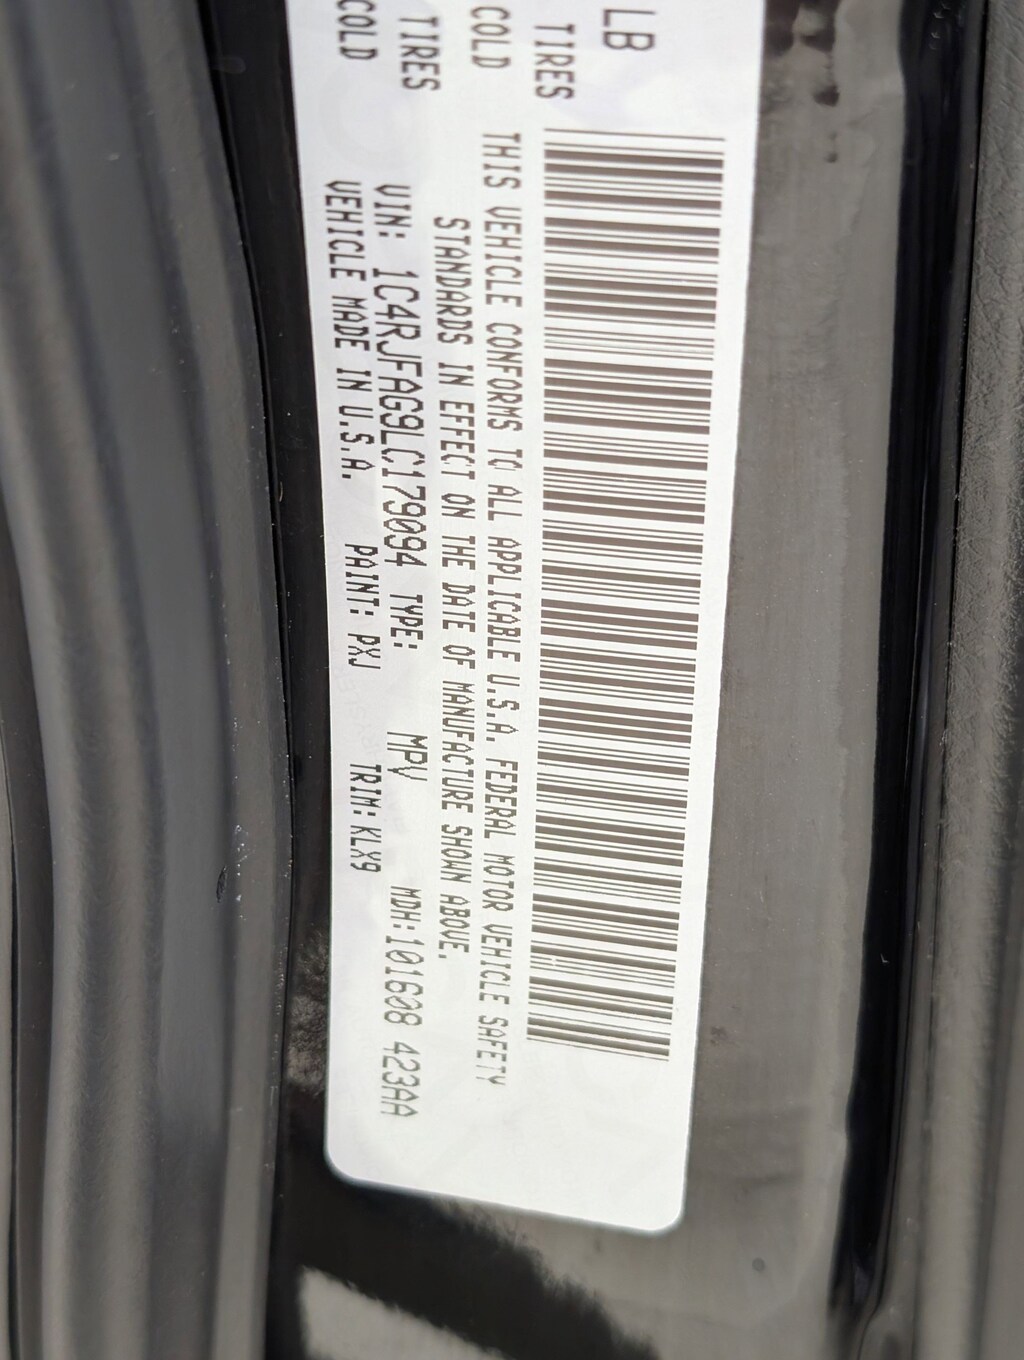 LB
TIRES COLD
TIRES COLD
THIS VEHICLE CONFORMS TO ALL APPLICABLE U.S.A. FEDERAL MOTOR VEHICLE SAFETY
STANDARDS IN EFFECT ON THE DATE OF MANUFACTURE SHOWN ABOVE.
VIN: 1C4RJFAG9LC179094 TYPE: MPV MDH:101608 423AA
VEHICLE MADE IN U.S.A. PAINT: PXJ TRIM: KLX9